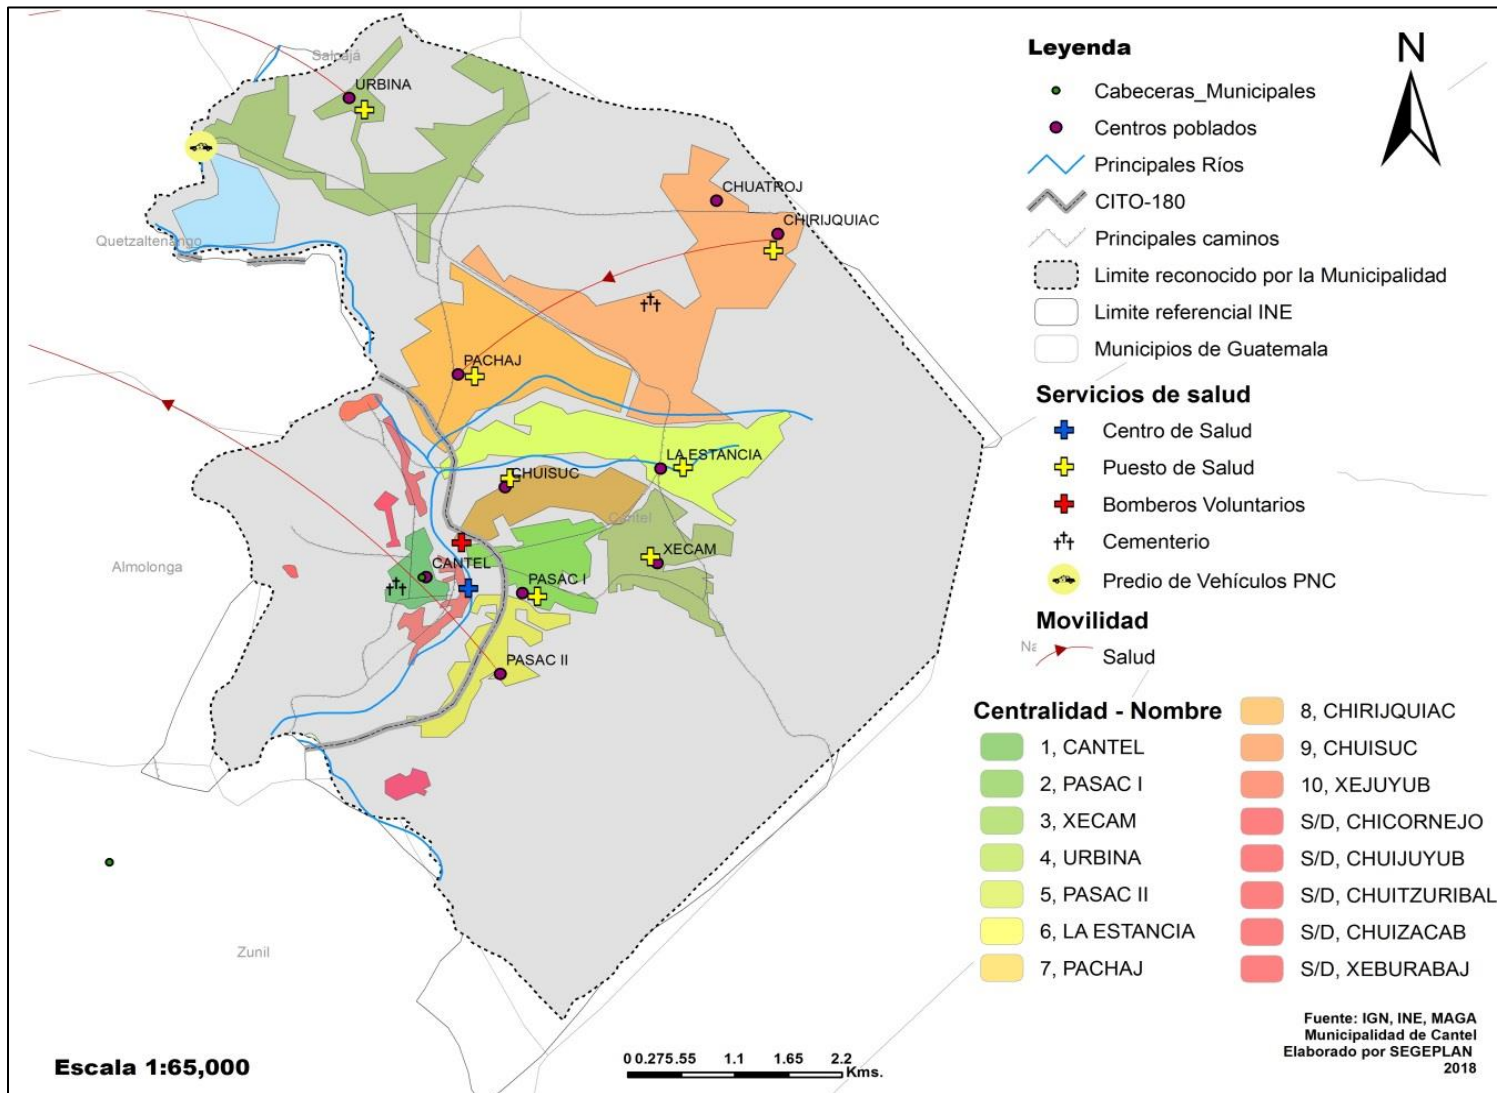 Salcajá
URBINA
CHUATROJ
CHIRIJQUIAC
Quetzaltenango
PACHAJ
LA ESTANCIA
CHUISUC
Cantel
XECAM
Almolonga
CANTEL
PASAC I
PASAC II
Zunil
Escala 1:65,000
0 0.275.55 1.1 1.65 2.2
Kms.
N
Leyenda
Cabeceras_Municipales
Centros poblados
Principales Ríos
CITO-180
Principales caminos
Limite reconocido por la Municipalidad
Limite referencial INE
Municipios de Guatemala
Servicios de salud
Centro de Salud
Puesto de Salud
Bomberos Voluntarios
Cementerio
Predio de Vehículos PNC
Movilidad
Na
Salud
Centralidad - Nombre
1, CANTEL
2, PASAC I
3, XECAM
4, URBINA
5, PASAC II
6, LA ESTANCIA
7, PACHAJ
8, CHIRIJQUIAC
9, CHUISUC
10, XEJUYUB
S/D, CHICORNEJO
S/D, CHUIJUYUB
S/D, CHUITZURIBAL
S/D, CHUIZACAB
S/D, XEBURABAJ
Fuente: IGN, INE, MAGA
Municipalidad de Cantel
Elaborado por SEGEPLAN
2018